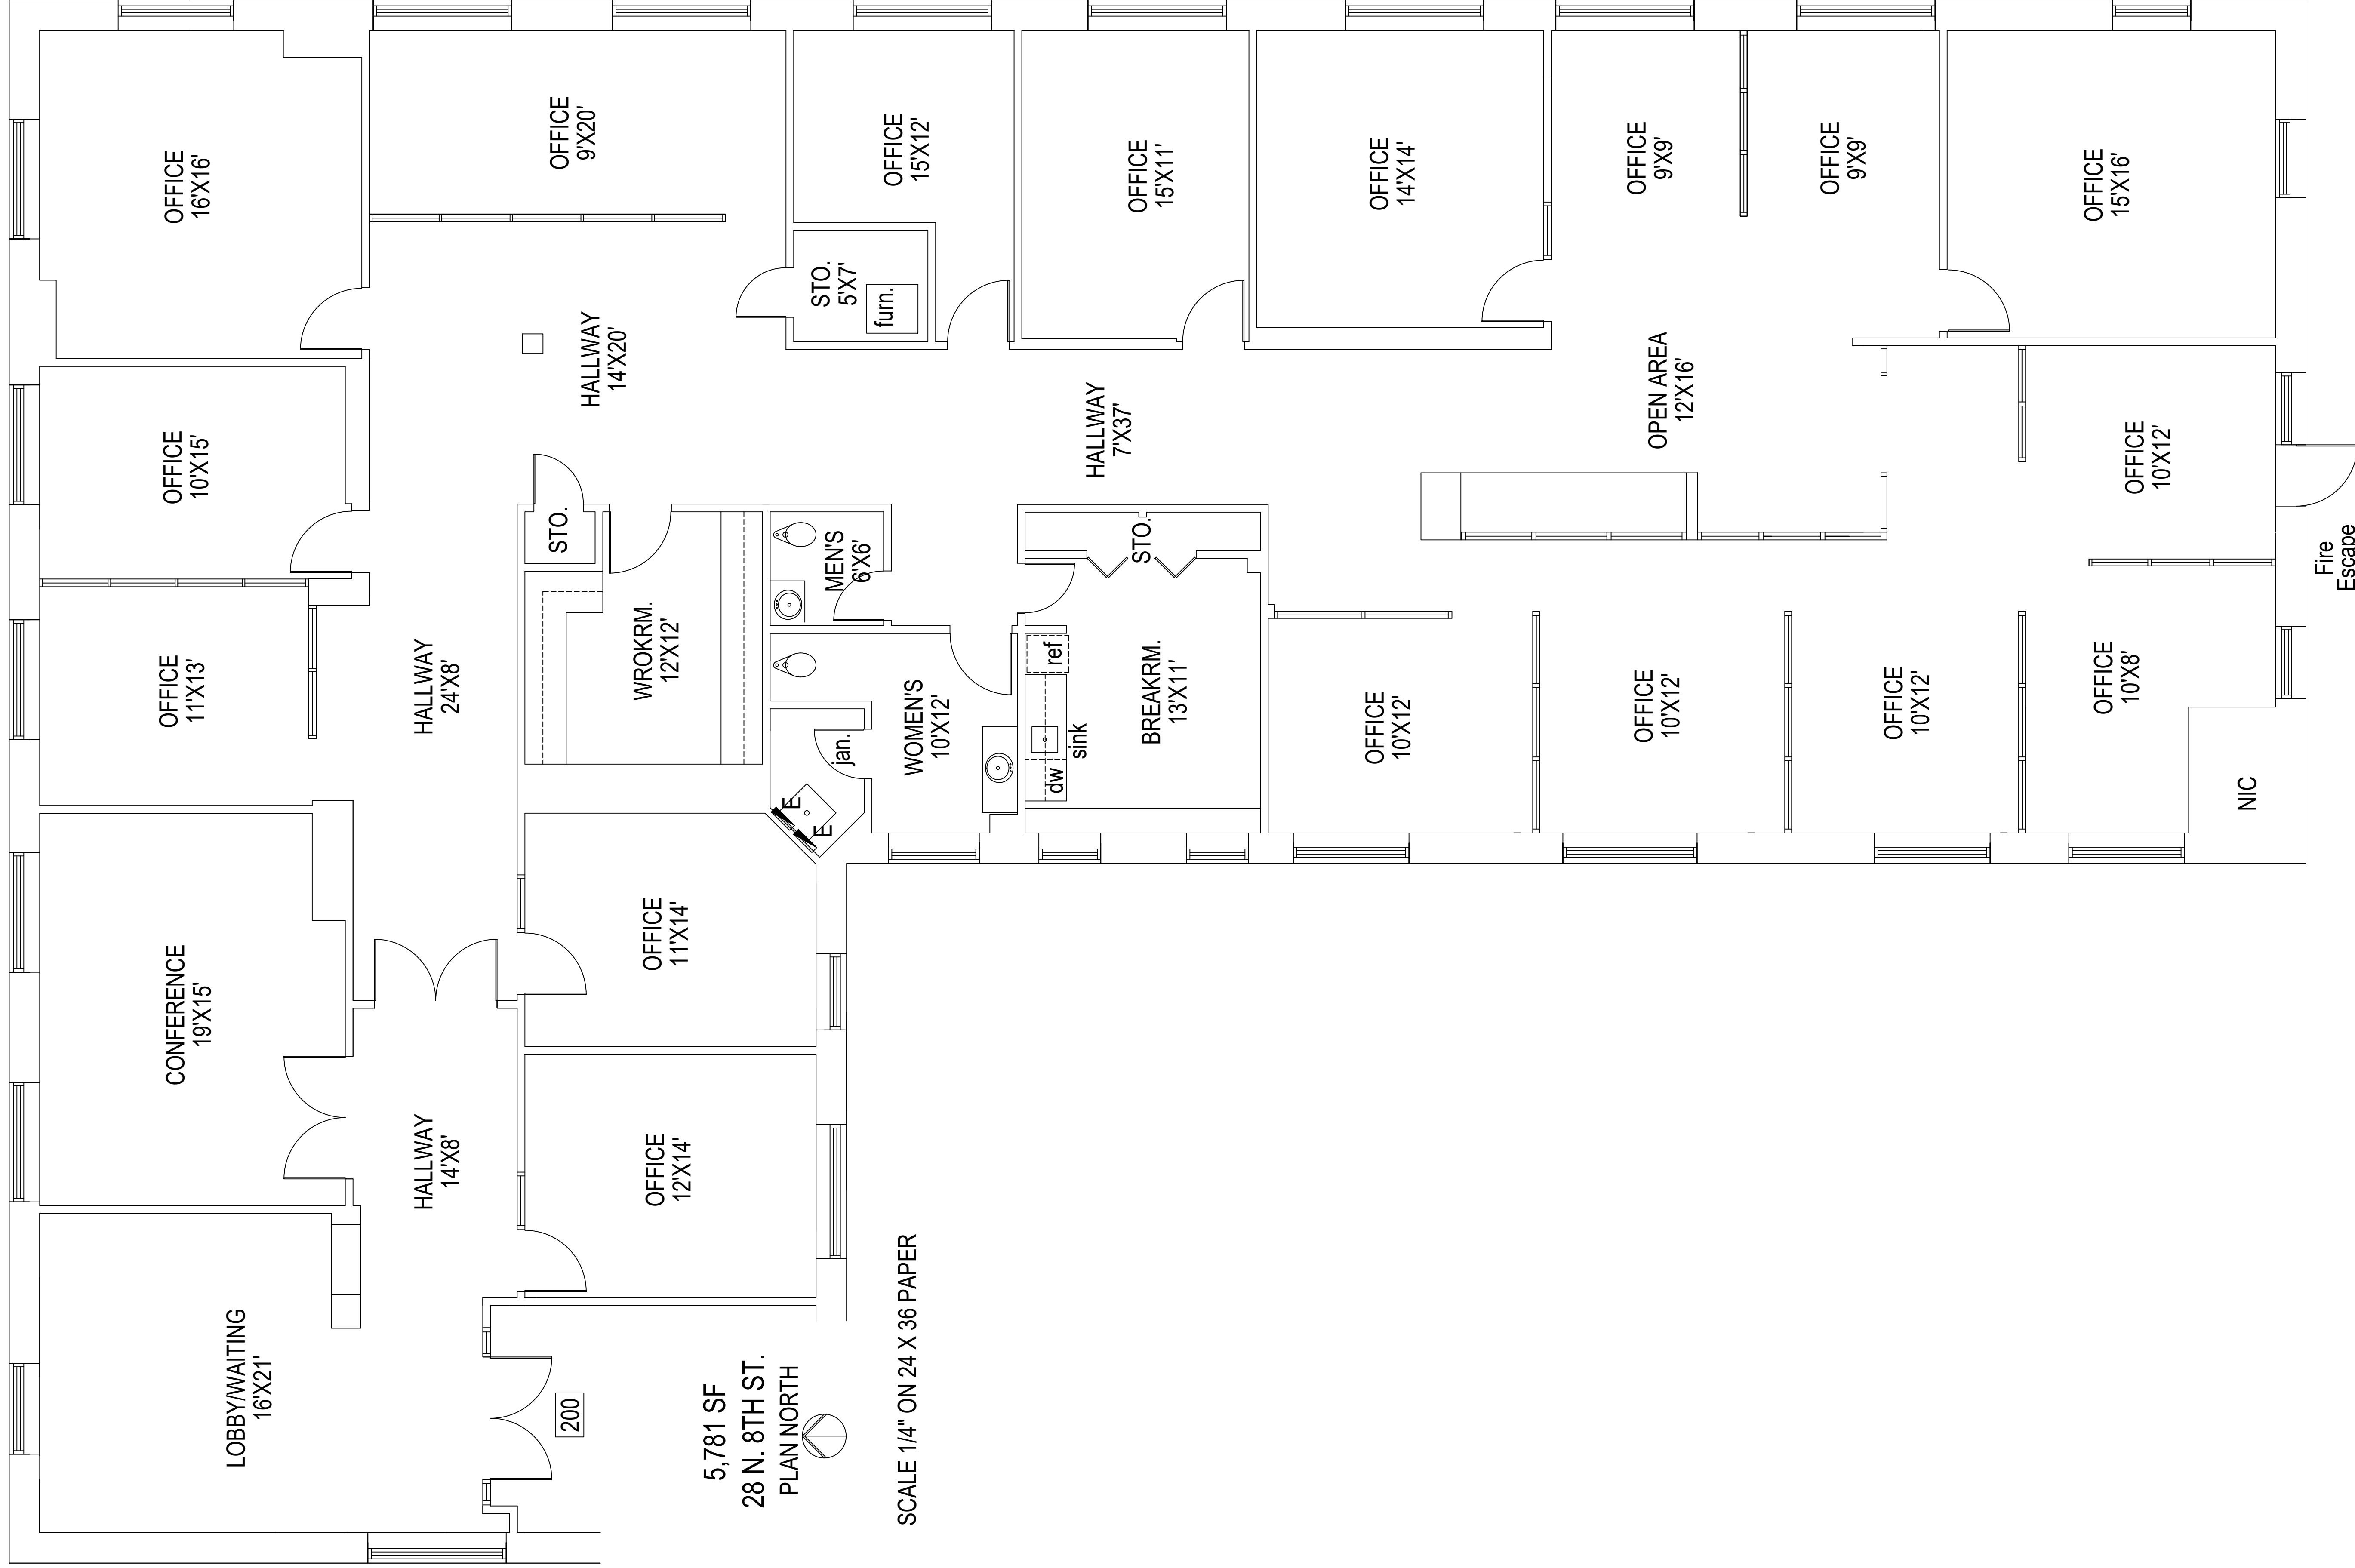 OFFICE
16'X16'
OFFICE
9'X20'
OFFICE
15'X12'
OFFICE
15'X11'
OFFICE
14'X14'
OFFICE
9'X9'
OFFICE
9'X9'
OFFICE
15'X16'
STO.
5'X7'
furn.
HALLWAY
14'X20'
HALLWAY
7'X37'
OPEN AREA
12'X16'
OFFICE
10'X15'
OFFICE
10'X12'
STO.
MEN'S
6'X6'
STO.
Fire
Escape
OFFICE
11'X13'
HALLWAY
24'X8'
WROKRM.
12'X12'
jan.
WOMEN'S
10'X12'
ref
sink
dw
BREAKRM.
13'X11'
OFFICE
10'X12'
OFFICE
10'X12'
OFFICE
10'X12'
OFFICE
10'X8'
NIC
E
E
CONFERENCE
19'X15'
OFFICE
11'X14'
HALLWAY
14'X8'
OFFICE
12'X14'
LOBBY/WAITING
16'X21'
200
5,781 SF
28 N. 8TH ST.
PLAN NORTH
SCALE 1/4" ON 24 X 36 PAPER